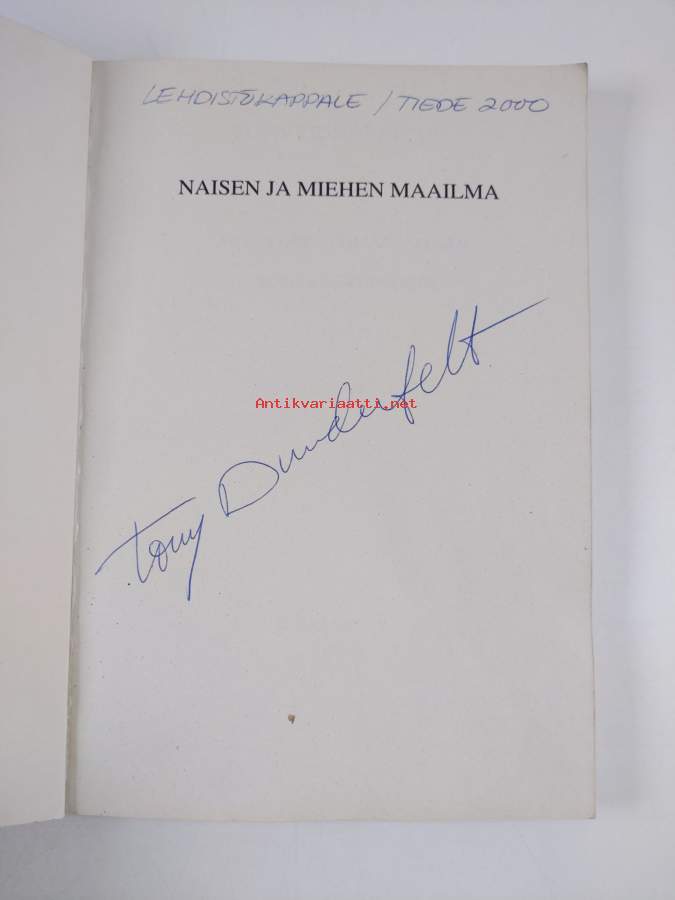 LEHDISTÖKAPPALE / TIEDE 2000
NAISEN JA MIEHEN MAAILMA
Antikvariaatti.net
Tony Dunderfelt